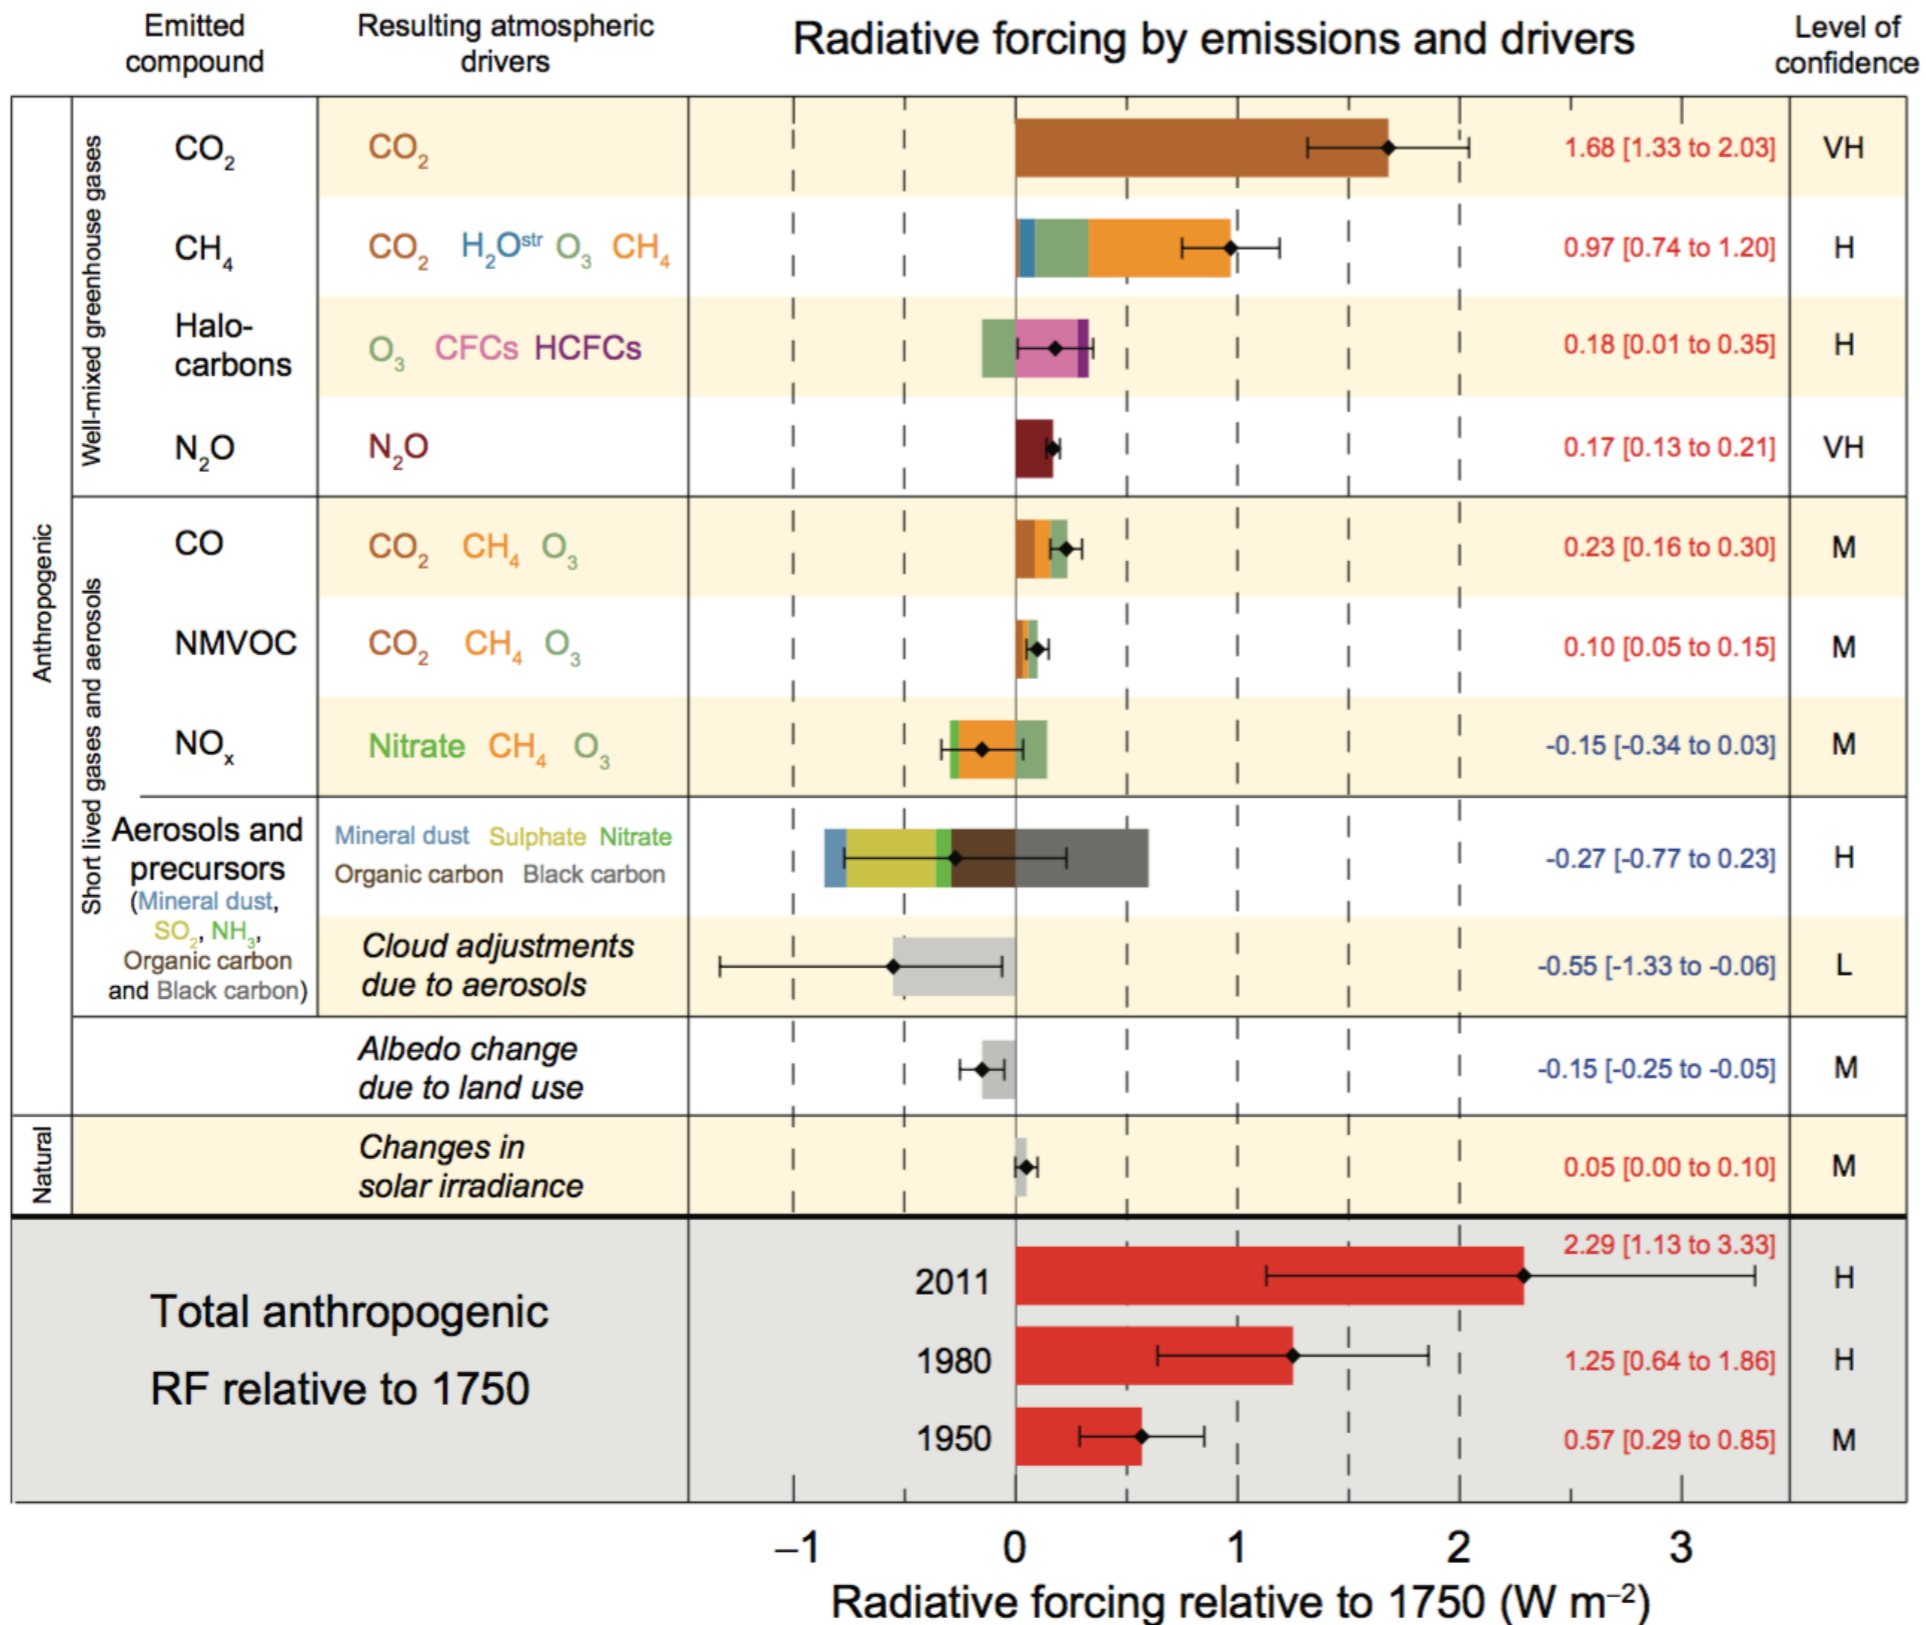 Emitted compound
Resulting atmospheric drivers
Radiative forcing by emissions and drivers
Level of confidence
Anthropogenic
Well-mixed greenhouse gases
CO₂
CO₂
1.68 [1.33 to 2.03]
VH
CH₄
CO₂ H₂Oˢᵗʳ O₃ CH₄
0.97 [0.74 to 1.20]
H
Halo-
carbons
O₃ CFCs HCFCs
0.18 [0.01 to 0.35]
H
N₂O
N₂O
0.17 [0.13 to 0.21]
VH
Short lived gases and aerosols
CO
CO₂ CH₄ O₃
0.23 [0.16 to 0.30]
M
NMVOC
CO₂ CH₄ O₃
0.10 [0.05 to 0.15]
M
NOₓ
Nitrate CH₄ O₃
-0.15 [-0.34 to 0.03]
M
Aerosols and
precursors
(Mineral dust,
SO₂, NH₃,
Organic carbon
and Black carbon)
Mineral dust Sulphate Nitrate
Organic carbon Black carbon
-0.27 [-0.77 to 0.23]
H
Cloud adjustments
due to aerosols
-0.55 [-1.33 to -0.06]
L
Albedo change
due to land use
-0.15 [-0.25 to -0.05]
M
Natural
Changes in
solar irradiance
0.05 [0.00 to 0.10]
M
Total anthropogenic
RF relative to 1750
2011
2.29 [1.13 to 3.33]
H
1980
1.25 [0.64 to 1.86]
H
1950
0.57 [0.29 to 0.85]
M
–1 0 1 2 3
Radiative forcing relative to 1750 (W m⁻²)